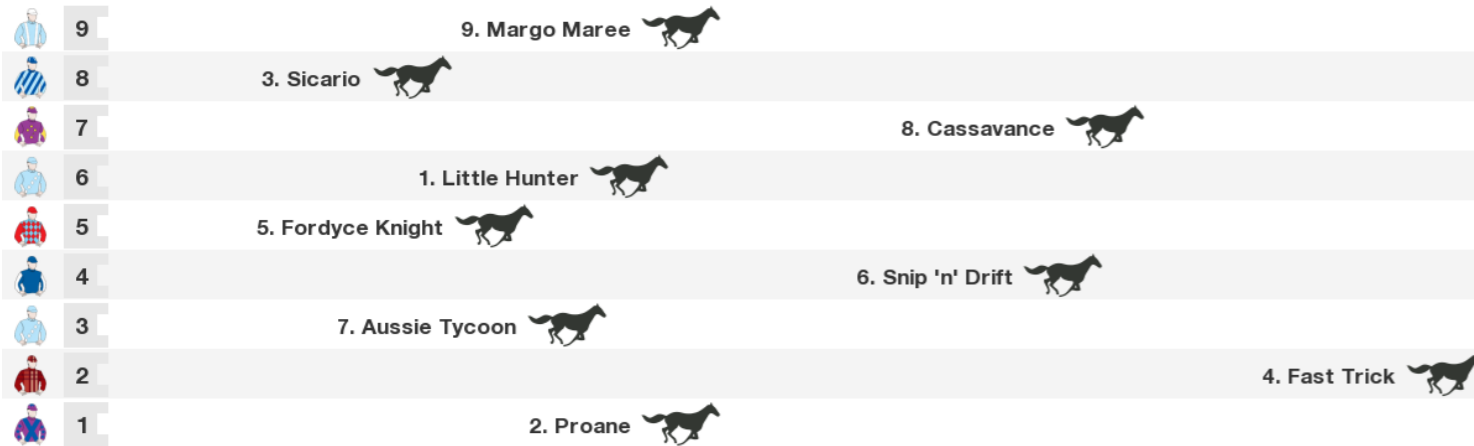 9 9. Margo Maree
8 3. Sicario
7 8. Cassavance
6 1. Little Hunter
5 5. Fordyce Knight
4 6. Snip 'n' Drift
3 7. Aussie Tycoon
2 4. Fast Trick
1 2. Proane